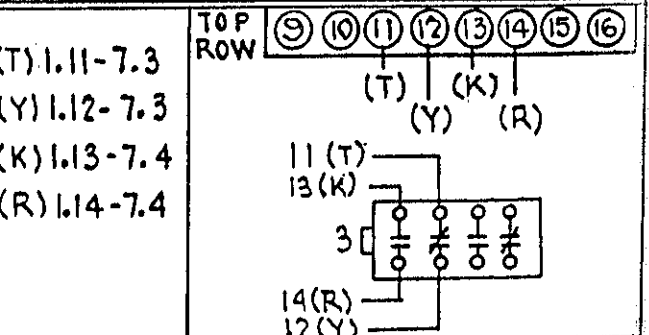 (T) 1.11-7.3
(Y) 1.12-7.3
(K) 1.13-7.4
(R) 1.14-7.4
TOP ROW
9 10 11 12 13 14 15 16
(T) (K)
(Y) (R)
11 (T)
13 (K)
3
14 (R)
12 (Y)